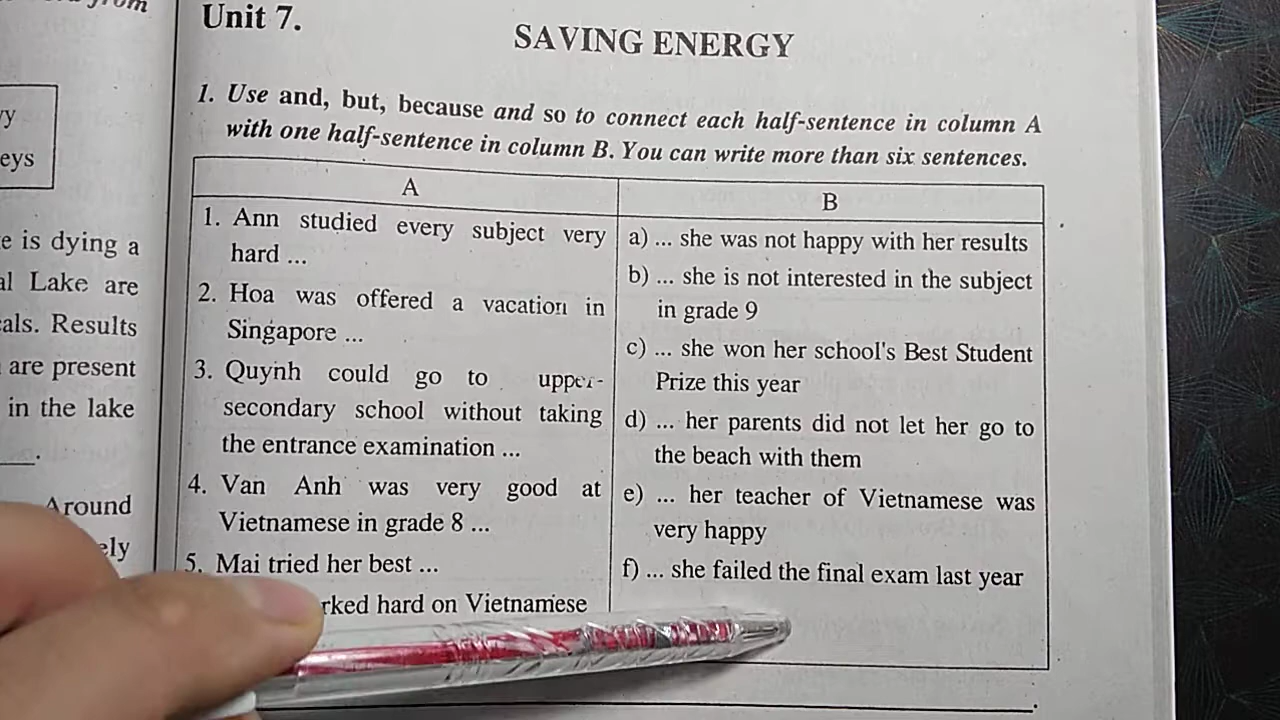 Unit 7.
SAVING ENERGY
1. Use and, but, because and so to connect each half-sentence in column A
with one half-sentence in column B. You can write more than six sentences.
A
1. Ann studied every subject very
hard ...
2. Hoa was offered a vacation in
Singapore ...
3. Quynh could go to upper-
secondary school without taking
the entrance examination ...
4. Van Anh was very good at
Vietnamese in grade 8 ...
5. Mai tried her best ...
hard on Vietnamese
B
a) ... she was not happy with her results
b) ... she is not interested in the subject
in grade 9
c) ... she won her school's Best Student
Prize this year
d) ... her parents did not let her go to
the beach with them
e) ... her teacher of Vietnamese was
very happy
f) ... she failed the final exam last year
from
eys
e is dying a
al Lake are
cals. Results
are present
in the lake
Around
ely